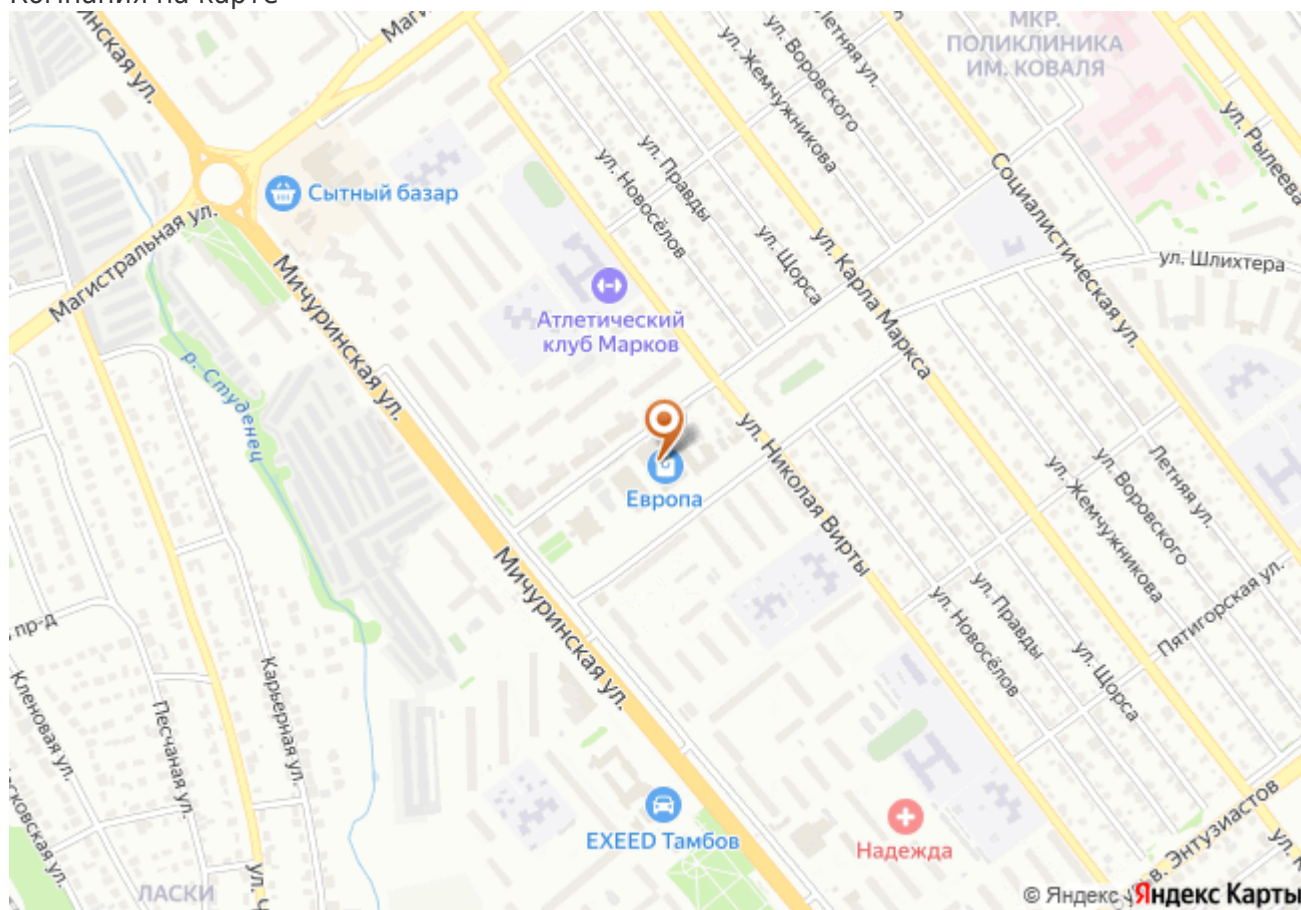 Компания на карте
МКР.
ПОЛИКЛИНИКА
ИМ. КОВАЛЯ
Летняя ул.
ул. Воровского
ул. Жемчужникова
ул. Рылеева
Сытный базар
ул. Правды
ул. Новосёлов
ул. Щорса
Социалистическая ул.
ул. Шлихтера
Магистральная ул.
Мичуринская ул.
ул. Карла Маркса
Атлетический
клуб Марков
р. Студенец
Европа
ул. Николая Вирты
Летняя ул.
ул. Воровского
ул. Жемчужникова
Мичуринская ул.
Пятигорская ул.
ул. Правды
ул. Новосёлов
ул. Щорса
пр-д
Кленовая ул.
Песчаная ул.
Карьерная ул.
EXEED Тамбов
Надежда
ЛАСКИ
© Яндекс Яндекс Карты